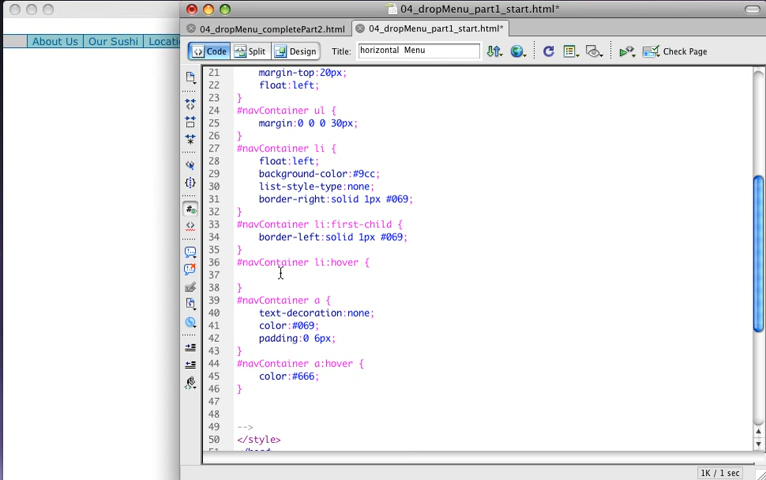 04_dropMenu_part1_start.html*
04_dropMenu_completePart2.html
04_dropMenu_part1_start.html*
Code Split Design Title: horizontal Menu Check Page
About Us Our Sushi Locati
21 margin-top:20px;
22 float:left;
23 }
24 #navContainer ul {
25 margin:0 0 0 30px;
26 }
27 #navContainer li {
28 float:left;
29 background-color:#9cc;
30 list-style-type:none;
31 border-right:solid 1px #069;
32 }
33 #navContainer li:first-child {
34 border-left:solid 1px #069;
35 }
36 #navContainer li:hover {
37
38 }
39 #navContainer a {
40 text-decoration:none;
41 color:#069;
42 padding:0 6px;
43 }
44 #navContainer a:hover {
45 color:#666;
46 }
47
48
49 -->
50 </style>
1K / 1 sec